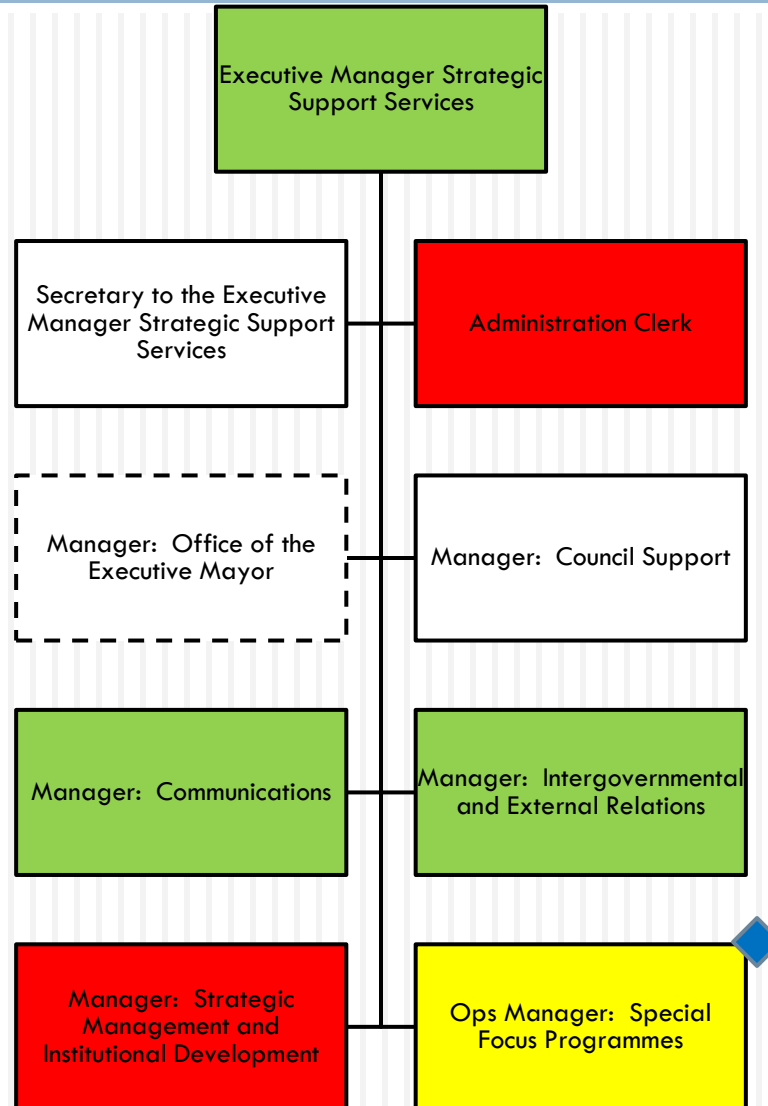 Executive Manager Strategic
Support Services
Secretary to the Executive
Manager Strategic Support
Services
Administration Clerk
Manager:  Office of the
Executive Mayor
Manager:  Council Support
Manager:  Communications
Manager:  Intergovernmental
and External Relations
Manager:  Strategic
Management and
Institutional Development
Ops Manager:  Special
Focus Programmes